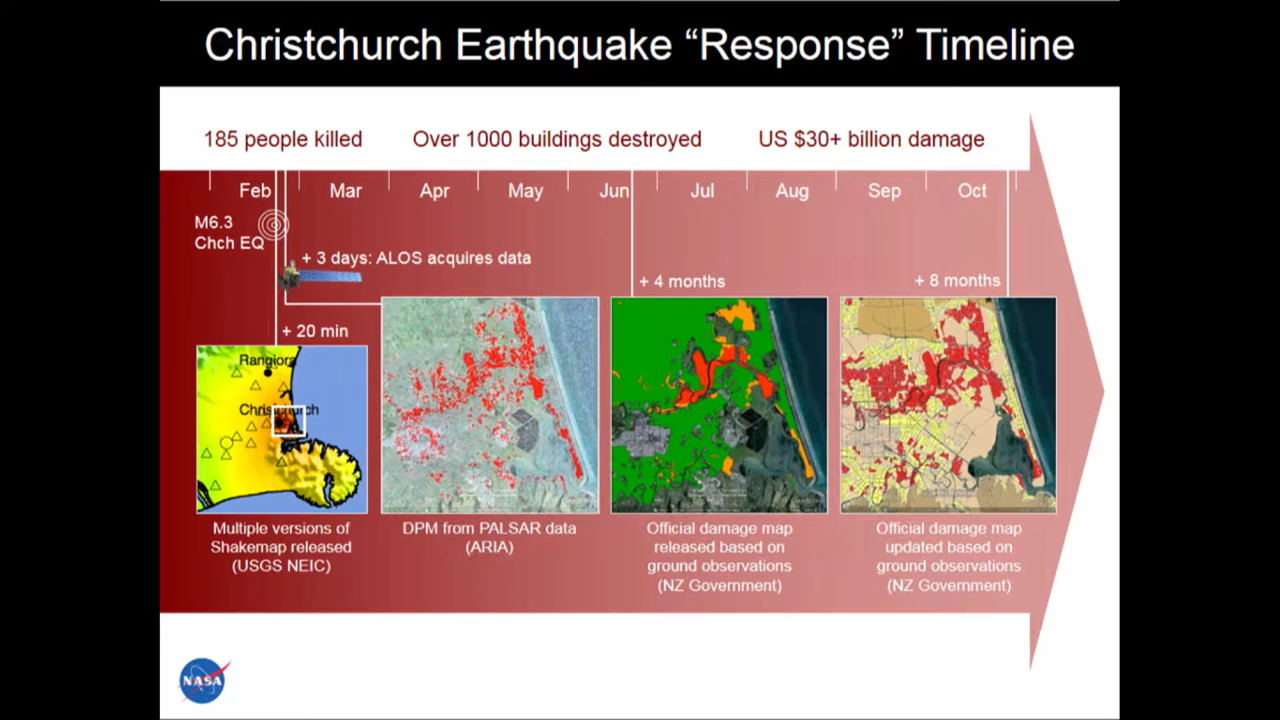 Christchurch Earthquake “Response” Timeline
185 people killed
Over 1000 buildings destroyed
US $30+ billion damage
Feb
Mar
Apr
May
Jun
Jul
Aug
Sep
Oct
M6.3
Chch EQ
+ 3 days: ALOS acquires data
+ 4 months
+ 8 months
+ 20 min
Rangiora
Christchurch
Multiple versions of
Shakemap released
(USGS NEIC)
DPM from PALSAR data
(ARIA)
Official damage map
released based on
ground observations
(NZ Government)
Official damage map
updated based on
ground observations
(NZ Government)
NASA